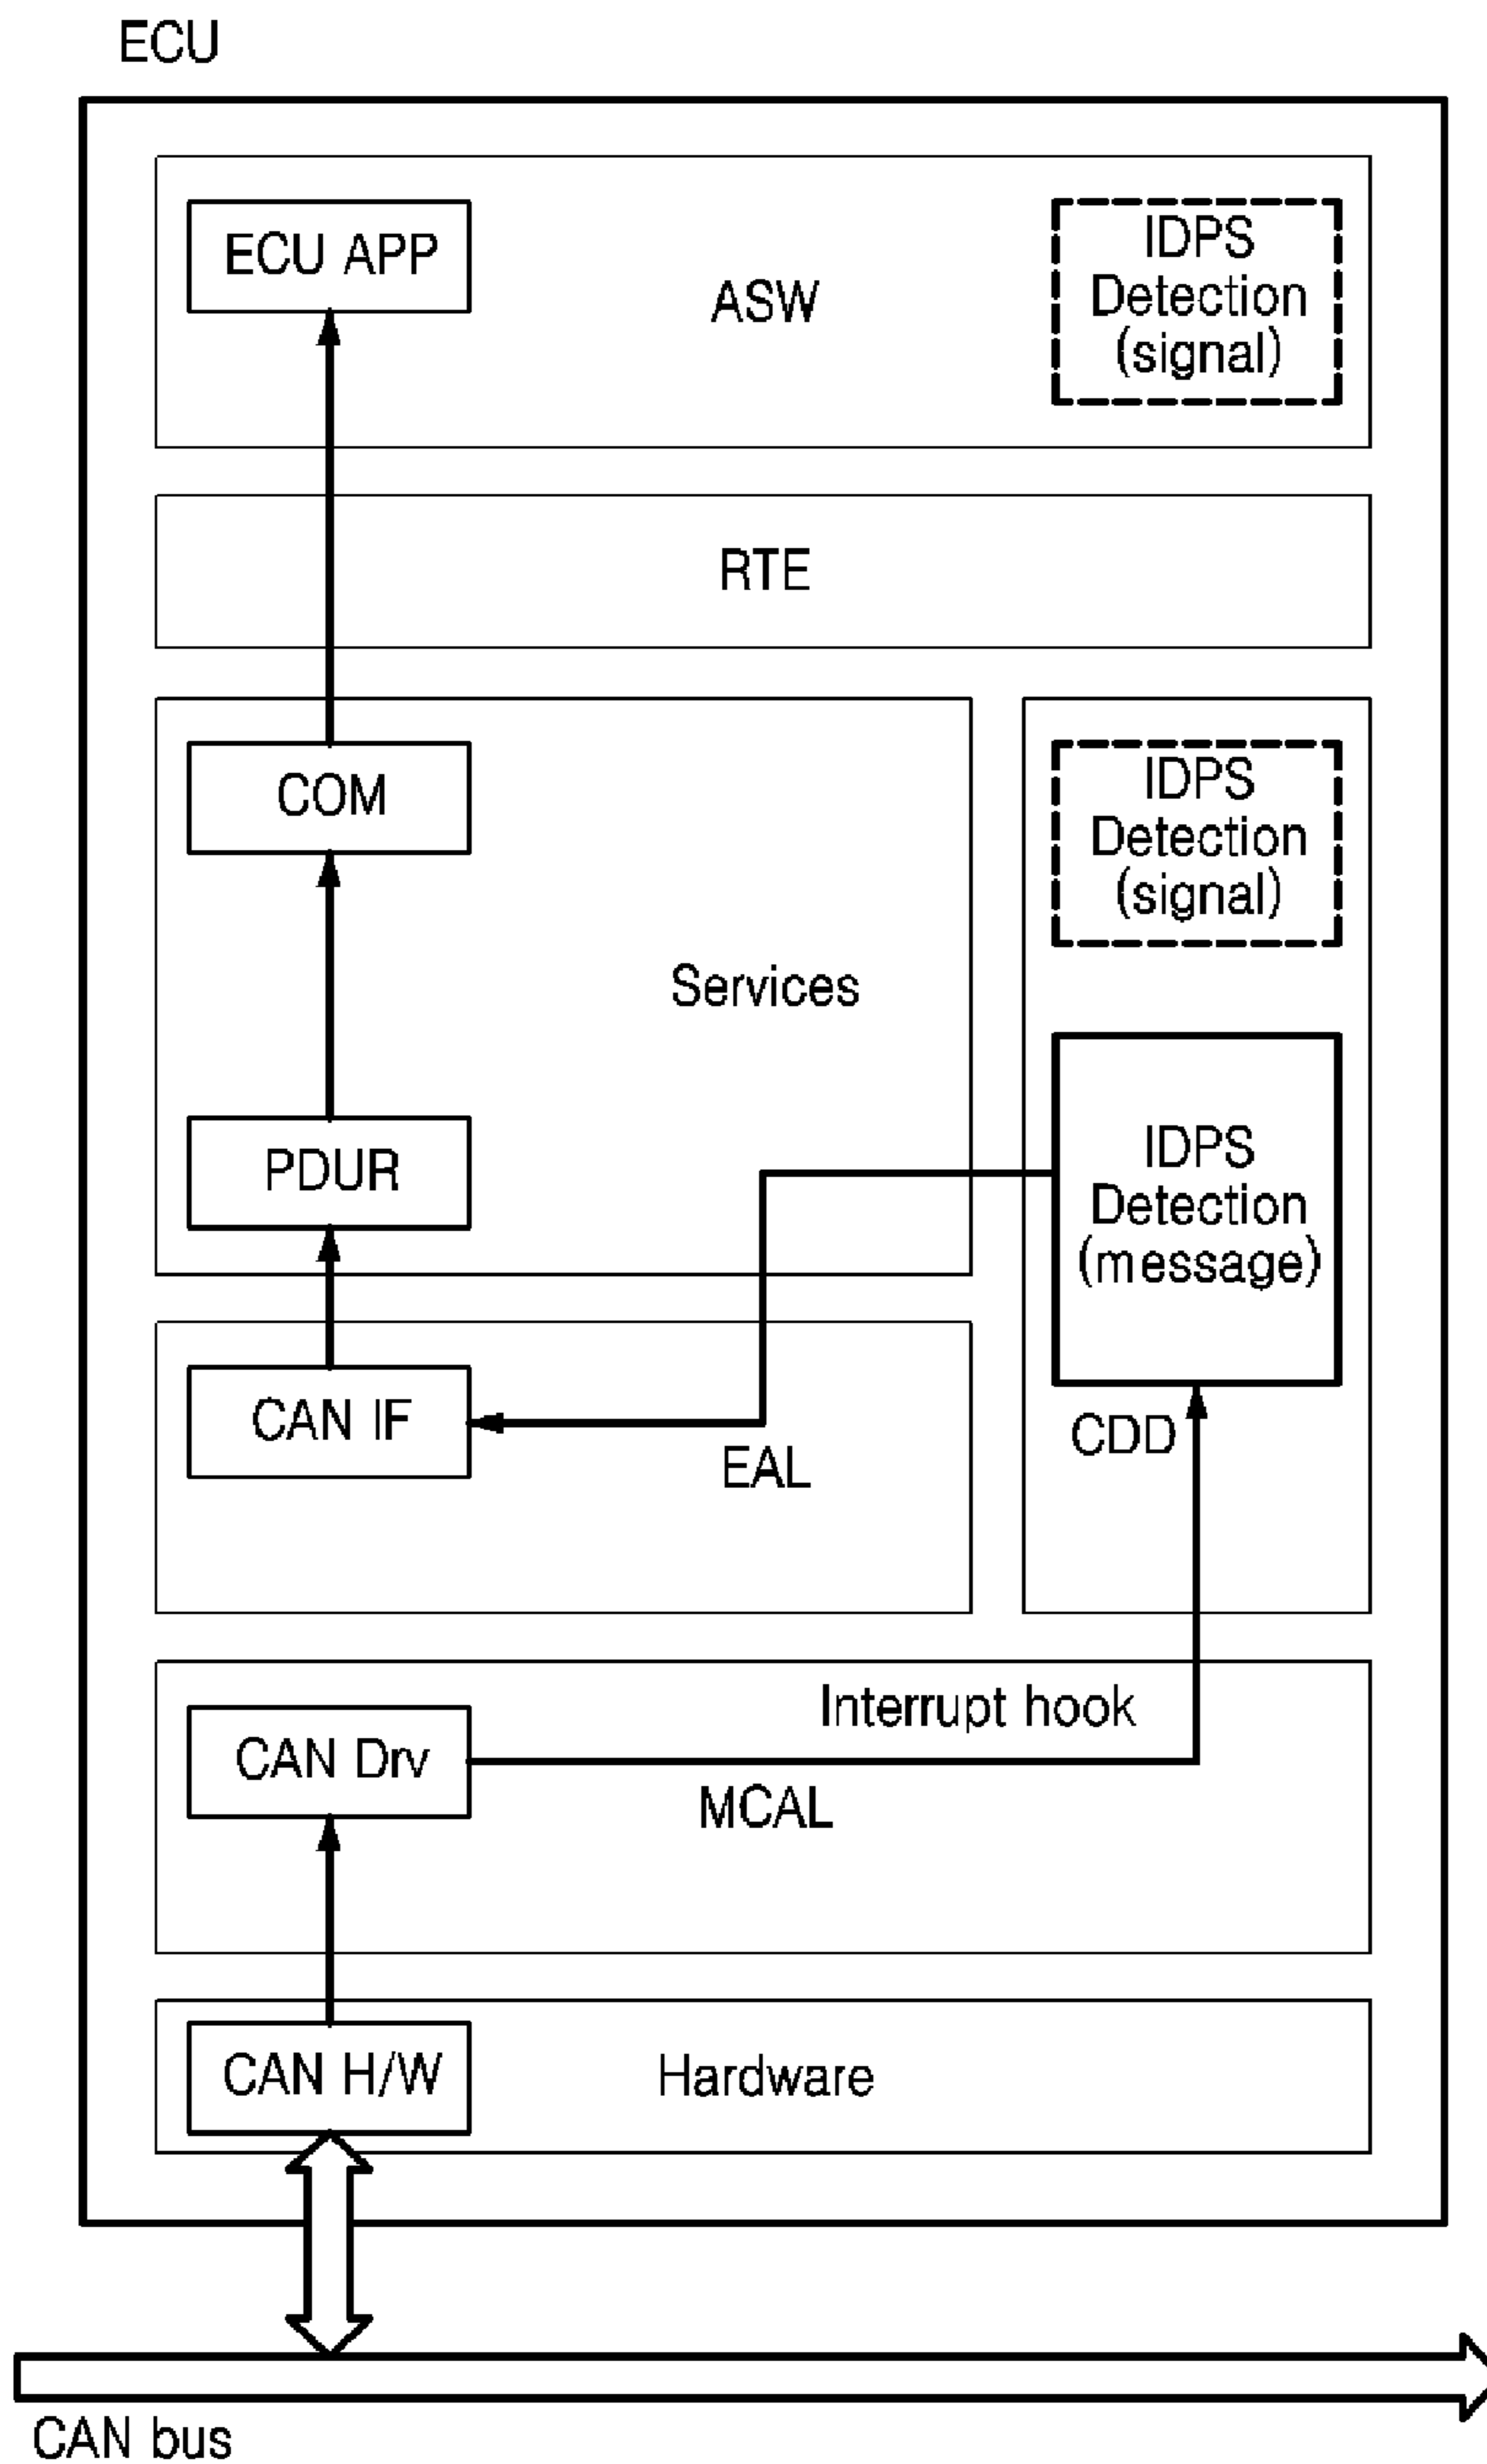 ECU
ECU APP
ASW
IDPS
Detection
(signal)
RTE
COM
Services
PDUR
IDPS
Detection
(signal)
IDPS
Detection
(message)
CAN IF
EAL
CDD
Interrupt hook
CAN Drv
MCAL
CAN H/W
Hardware
CAN bus